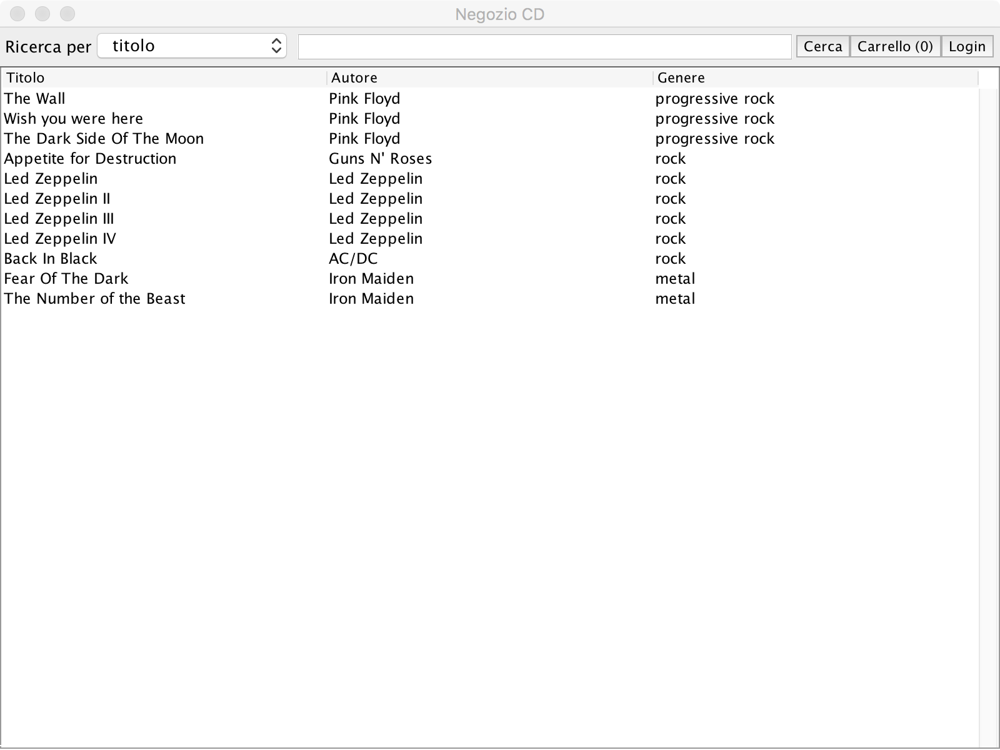 Negozio CD
Ricerca per titolo Cerca Carrello (0) Login
Titolo Autore Genere
The Wall Pink Floyd progressive rock
Wish you were here Pink Floyd progressive rock
The Dark Side Of The Moon Pink Floyd progressive rock
Appetite for Destruction Guns N' Roses rock
Led Zeppelin Led Zeppelin rock
Led Zeppelin II Led Zeppelin rock
Led Zeppelin III Led Zeppelin rock
Led Zeppelin IV Led Zeppelin rock
Back In Black AC/DC rock
Fear Of The Dark Iron Maiden metal
The Number of the Beast Iron Maiden metal